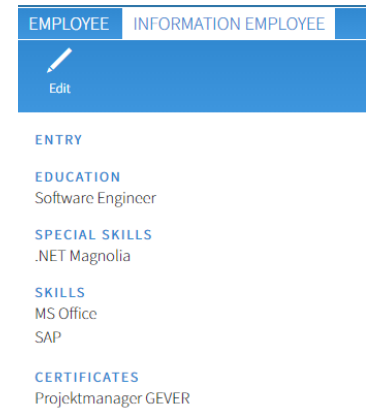 EMPLOYEE INFORMATION EMPLOYEE
Edit
ENTRY
EDUCATION
Software Engineer
SPECIAL SKILLS
.NET Magnolia
SKILLS
MS Office
SAP
CERTIFICATES
Projektmanager GEVER